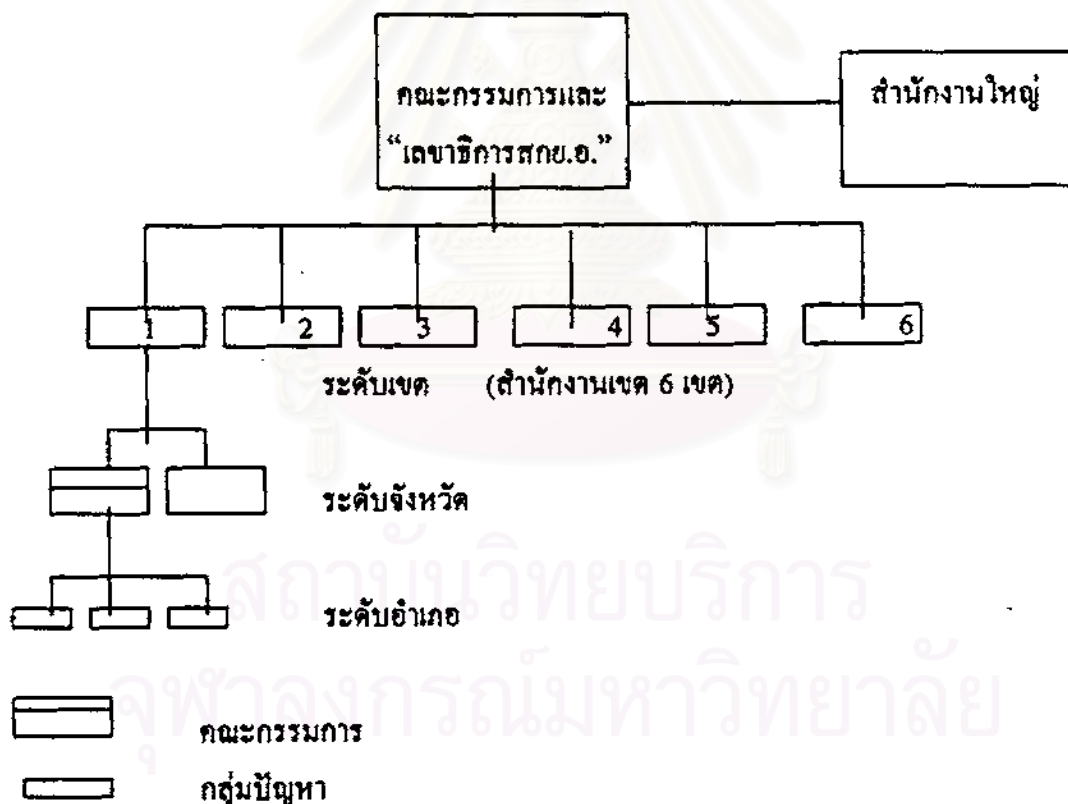 คณะกรรมการและ
“เลขาธิการสกย.อ.”
สำนักงานใหญ่
1 2 3 4 5 6
ระดับเขต (สำนักงานเขต 6 เขต)
ระดับจังหวัด
ระดับอำเภอ
สถาบันวิทยบริการ
จุฬาลงกรณ์มหาวิทยาลัย
คณะกรรมการ
กลุ่มปัญหา